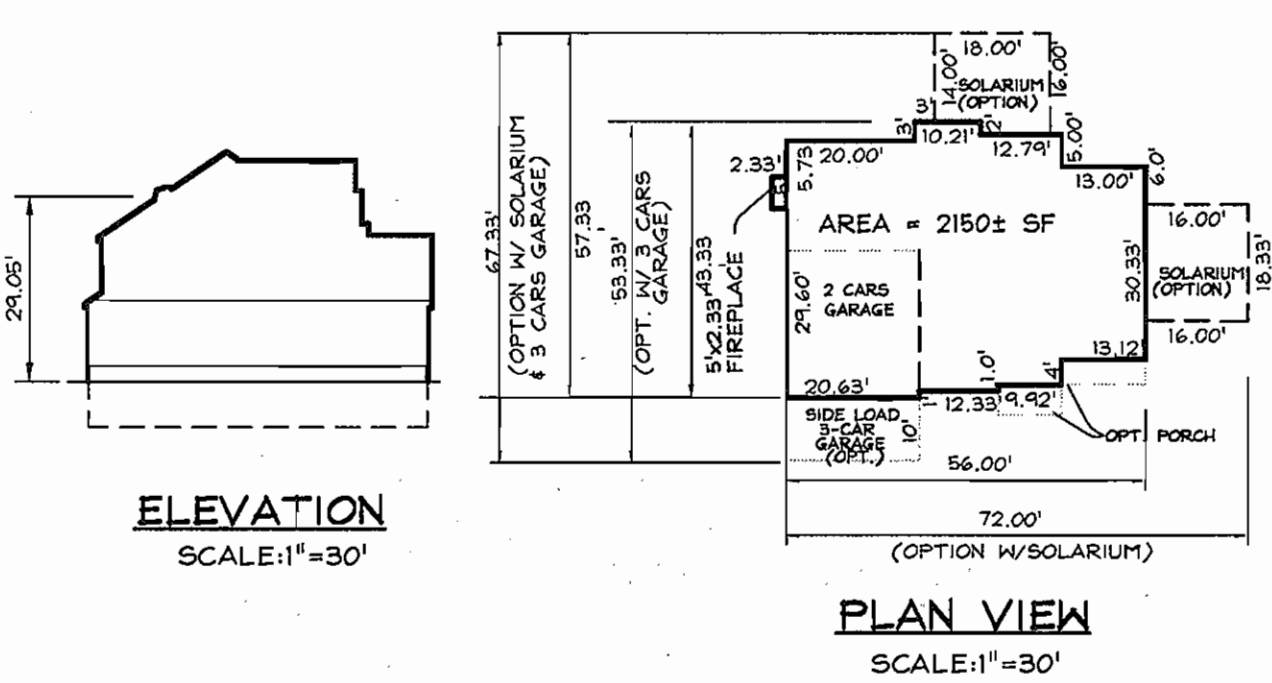 29.05'
ELEVATION
SCALE:1"=30'
67.33'
(OPTION W/ SOLARIUM
& 3 CARS GARAGE)
57.33'
53.33'
(OPT. W/ 3 CARS
GARAGE)
43.33
5'x2.33'
FIREPLACE
2.33'
5'
5.73
20.00'
3'
3'
10.21'
2'
12.79'
14.00'
18.00'
16.00'
SOLARIUM
(OPTION)
5.00'
13.00'
6.0'
AREA = 2150± SF
16.00'
SOLARIUM
(OPTION)
18.33'
16.00'
30.33'
2 CARS
GARAGE
29.60'
20.63'
1'
12.33'
1.0'
9.92'
4'
13.12
SIDE LOAD
3-CAR
GARAGE
(OPT.)
10'
OPT. PORCH
56.00'
72.00'
(OPTION W/SOLARIUM)
PLAN VIEW
SCALE:1"=30'